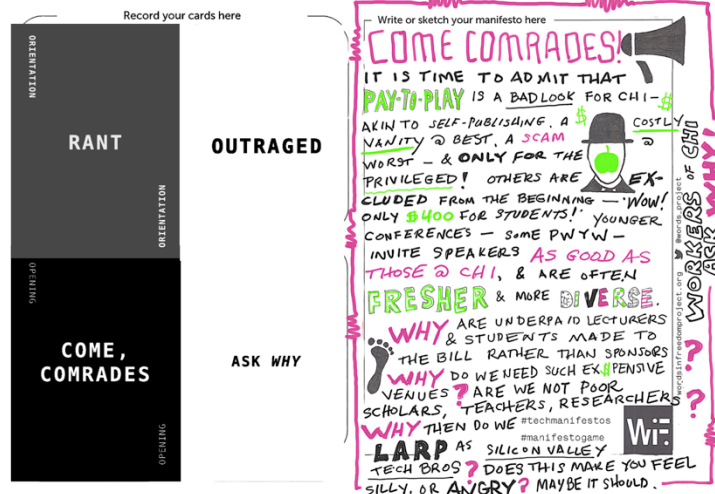 Record your cards here
ORIENTATION
RANT
ORIENTATION
OUTRAGED
OPENING
COME,
COMRADES
OPENING
ASK WHY
Write or sketch your manifesto here
COME COMRADES!
IT IS TIME TO ADMIT THAT
PAY-TO-PLAY IS A BAD LOOK FOR CHI-$
AKIN TO SELF-PUBLISHING. A $ COSTLY
VANITY @ BEST, A SCAM @
WORST – & ONLY FOR THE
PRIVILEGED! OTHERS ARE EX-
CLUDED FROM THE BEGINNING – 'WOW!
ONLY $400 FOR STUDENTS!' YOUNGER
CONFERENCES – SOME PWYW –
INVITE SPEAKERS AS GOOD AS
THOSE @ CHI, & ARE OFTEN
FRESHER & MORE DIVERSE.
WHY ARE UNDERPAID LECTURERS
& STUDENTS MADE TO
THE BILL RATHER THAN SPONSORS
WHY DO WE NEED SUCH EX$PENSIVE
VENUES? ARE WE NOT POOR
SCHOLARS, TEACHERS, RESEARCHERS
WHY THEN DO WE #techmanifestos
#manifestogame
LARP AS SILICON VALLEY
TECH BROS? DOES THIS MAKE YOU FEEL
SILLY, OR ANGRY? MAYBE IT SHOULD.
WiF.
wordsinfreedomproject.org @words.project
WORKERS OF CHI
ASK WHY!
? ?